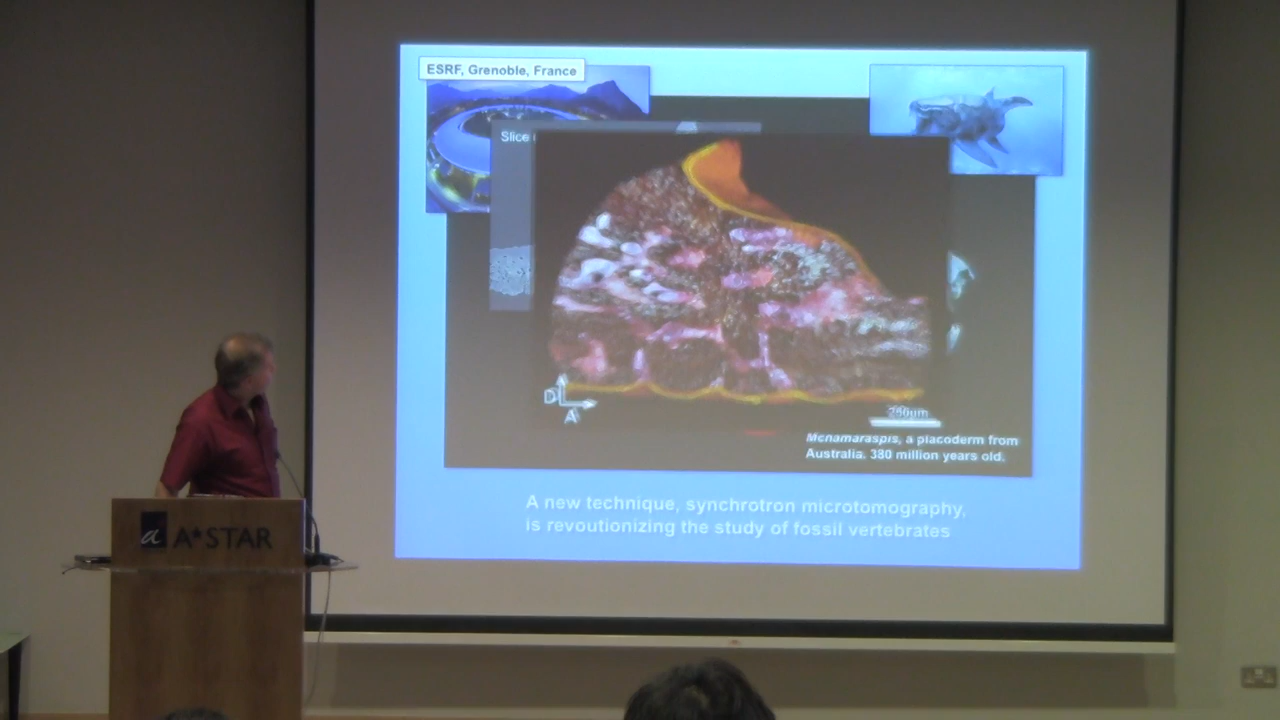 ESRF, Grenoble, France
Slice
D
A
250μm
Mcnamaraspis, a placoderm from
Australia. 380 million years old.
A new technique, synchrotron microtomography,
is revoutionizing the study of fossil vertebrates
a A*STAR